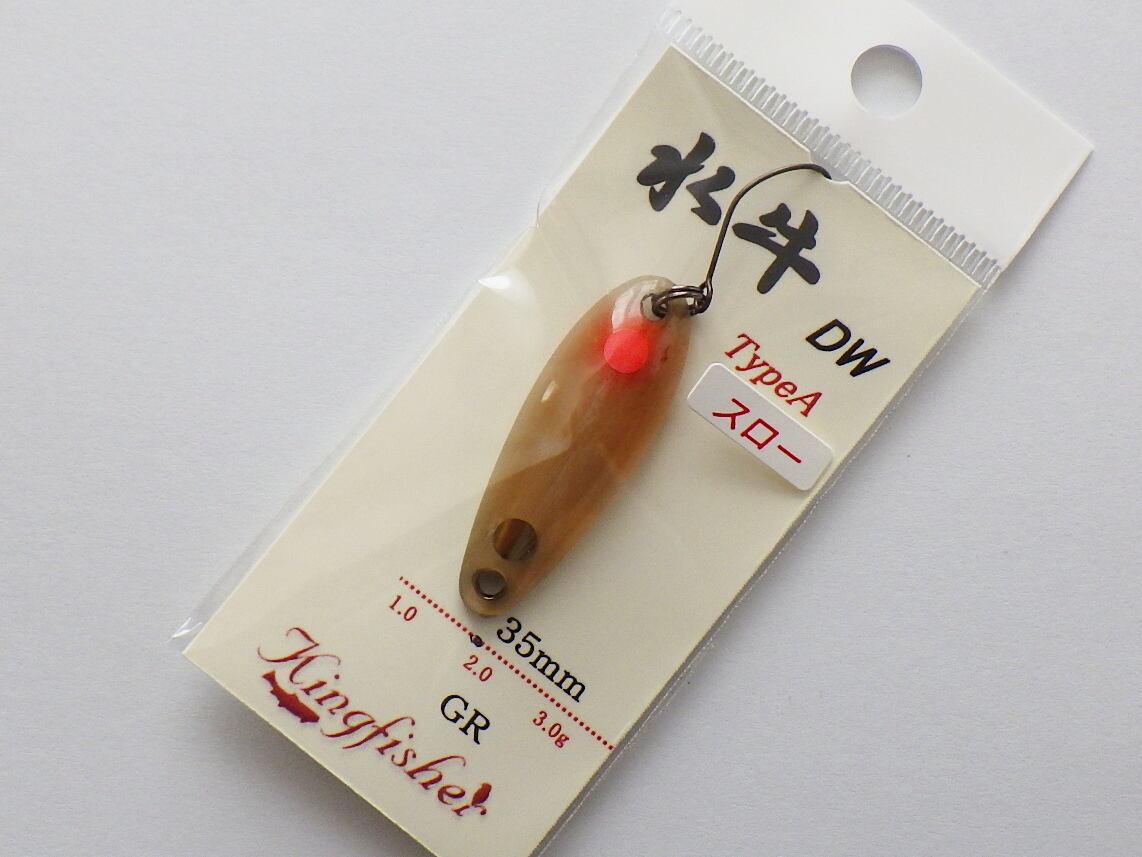 水牛
DW
TypeA
スロー
35mm
1.0
2.0
3.0g
GR
Kingfisher